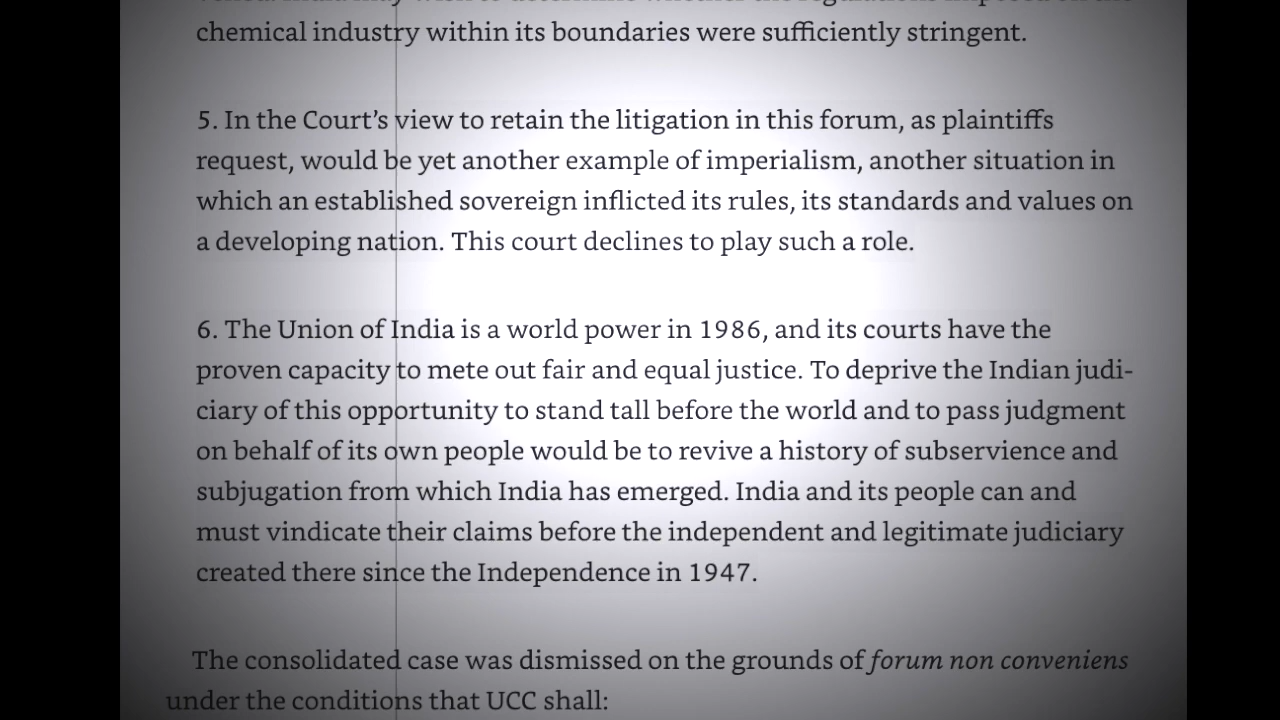 chemical industry within its boundaries were sufficiently stringent.
5. In the Court's view to retain the litigation in this forum, as plaintiffs
request, would be yet another example of imperialism, another situation in
which an established sovereign inflicted its rules, its standards and values on
a developing nation. This court declines to play such a role.
6. The Union of India is a world power in 1986, and its courts have the
proven capacity to mete out fair and equal justice. To deprive the Indian judi-
ciary of this opportunity to stand tall before the world and to pass judgment
on behalf of its own people would be to revive a history of subservience and
subjugation from which India has emerged. India and its people can and
must vindicate their claims before the independent and legitimate judiciary
created there since the Independence in 1947.
The consolidated case was dismissed on the grounds of forum non conveniens
under the conditions that UCC shall: